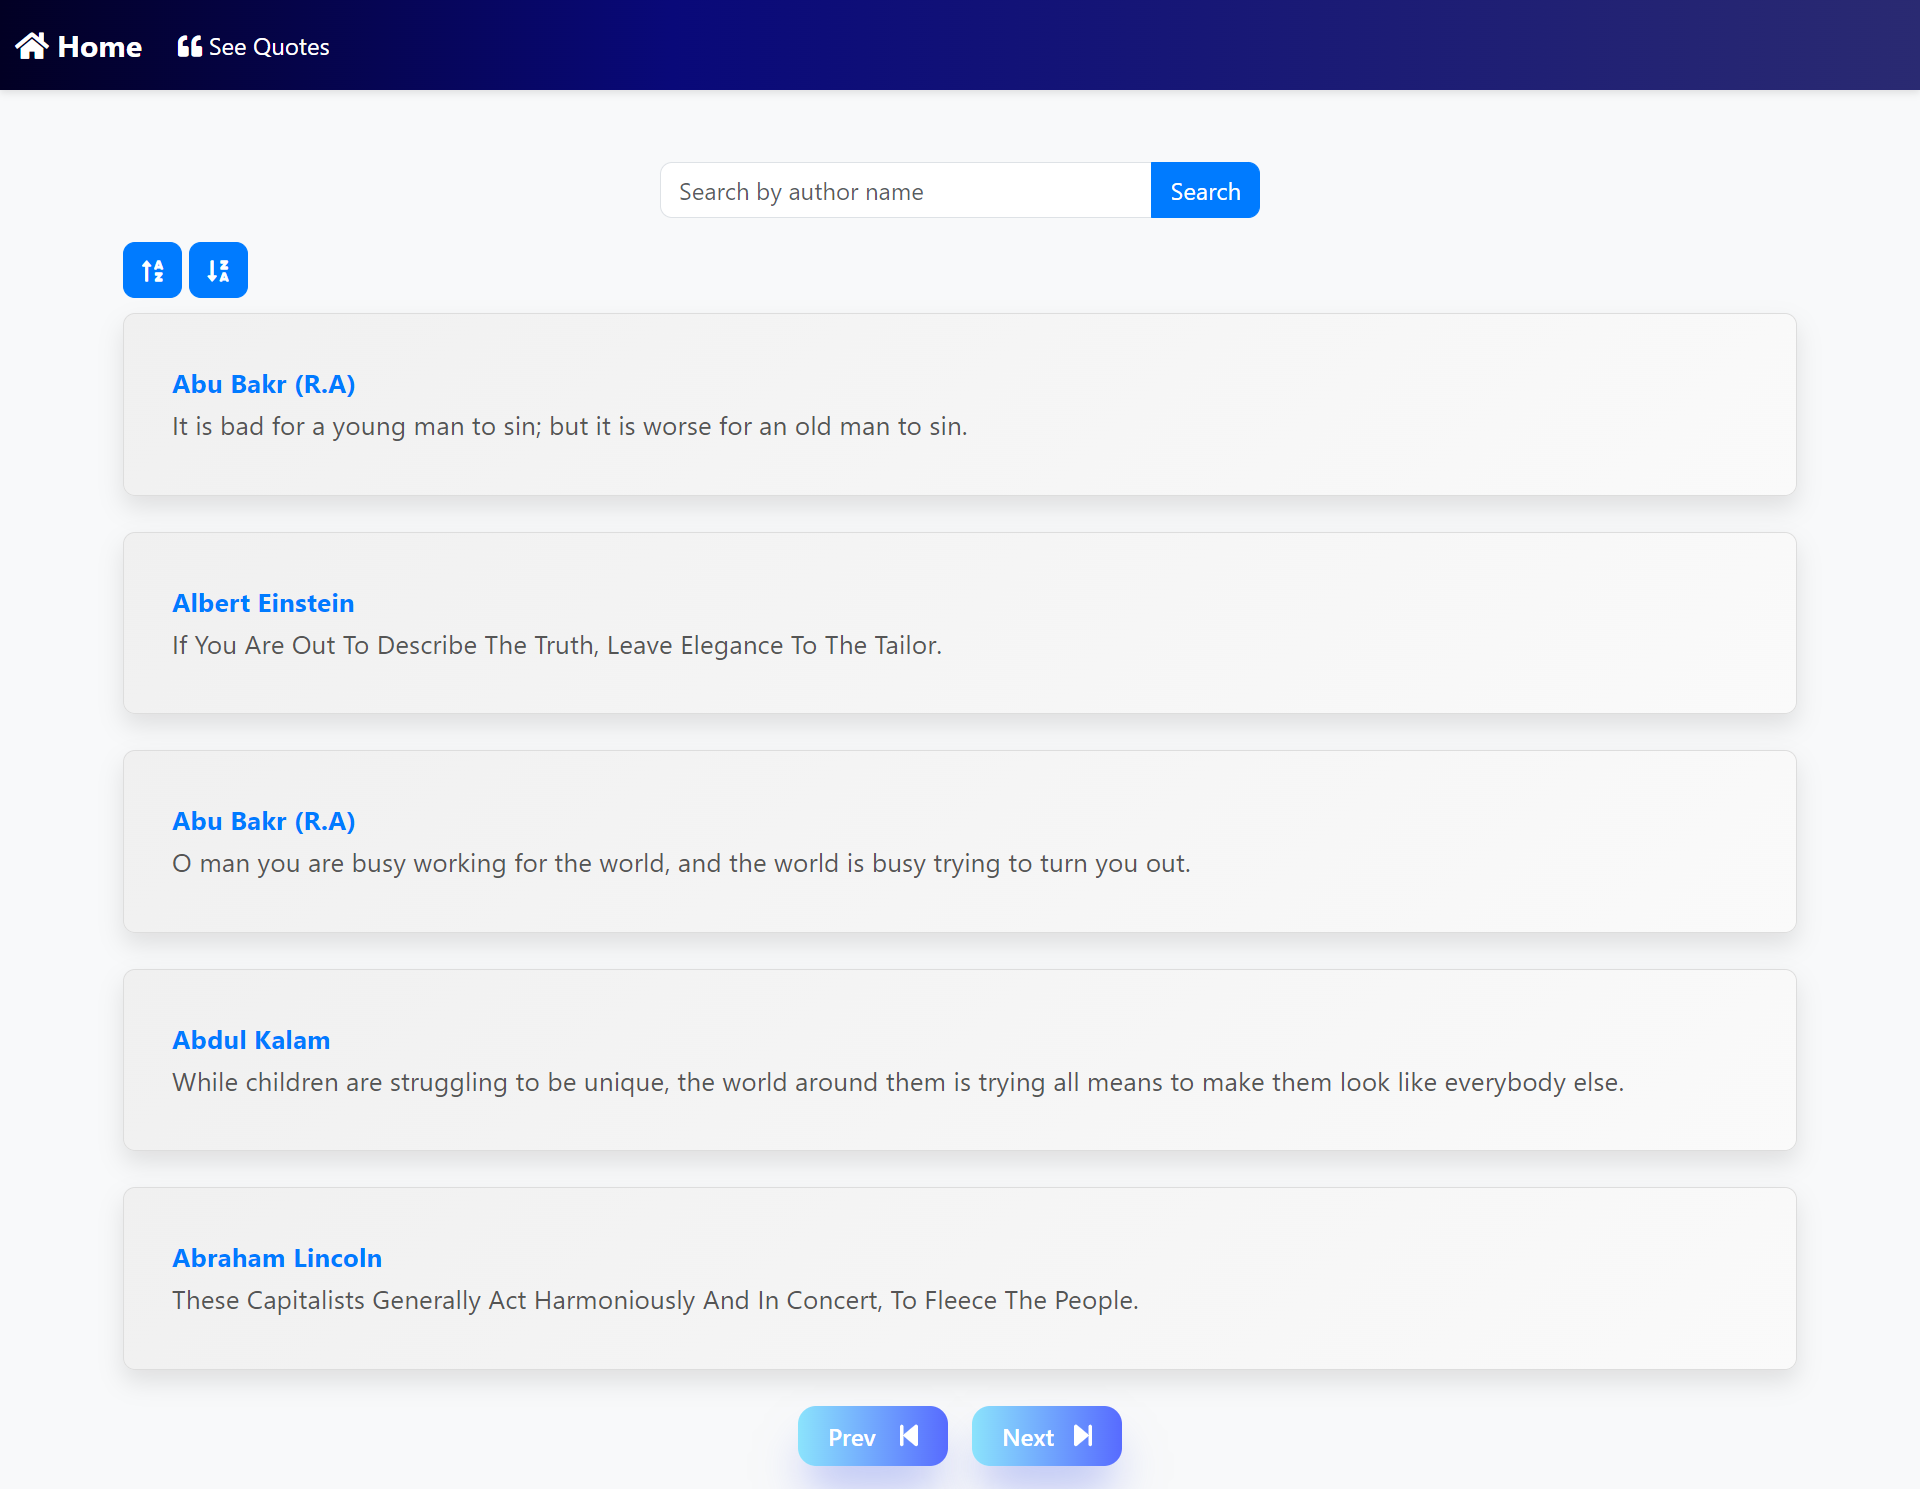 Home See Quotes
Search by author name Search
A Z Z A
Abu Bakr (R.A)
It is bad for a young man to sin; but it is worse for an old man to sin.
Albert Einstein
If You Are Out To Describe The Truth, Leave Elegance To The Tailor.
Abu Bakr (R.A)
O man you are busy working for the world, and the world is busy trying to turn you out.
Abdul Kalam
While children are struggling to be unique, the world around them is trying all means to make them look like everybody else.
Abraham Lincoln
These Capitalists Generally Act Harmoniously And In Concert, To Fleece The People.
Prev Next